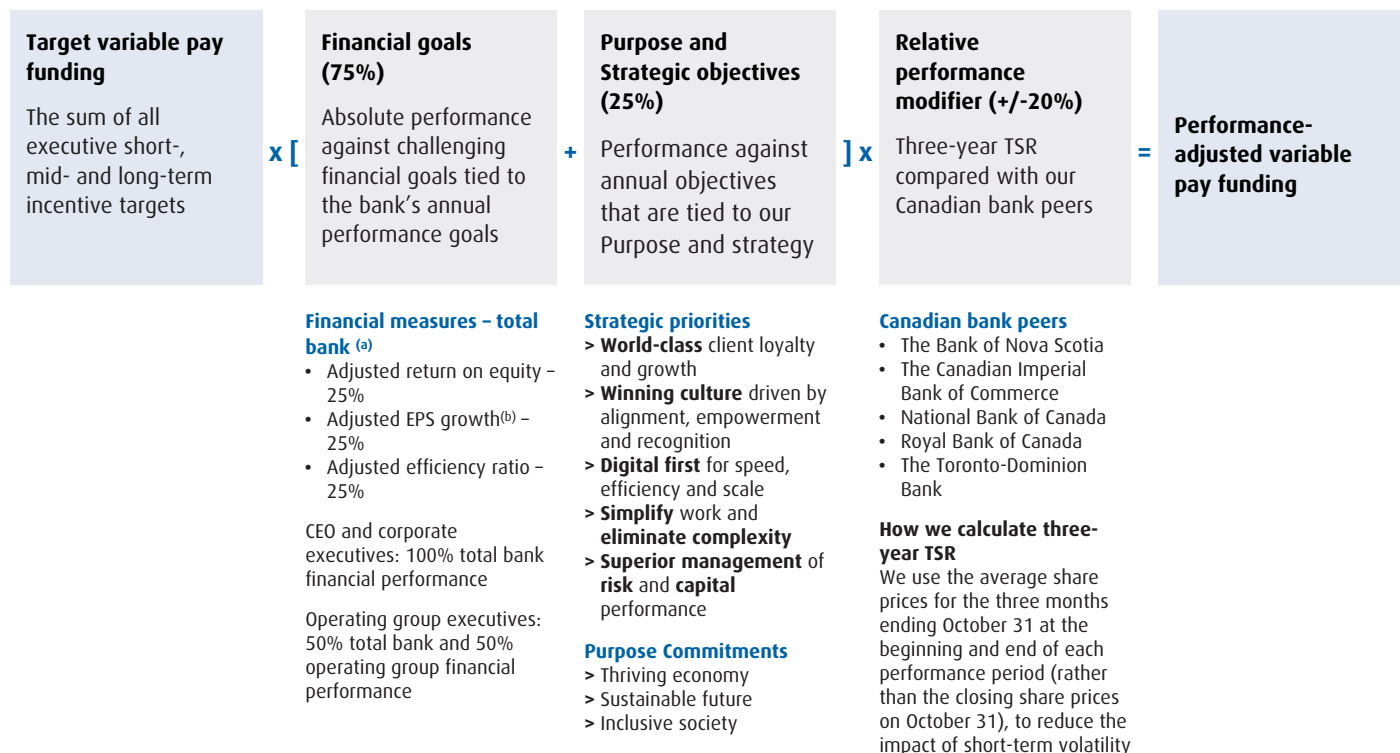 Target variable pay
funding
The sum of all
executive short-,
mid- and long-term
incentive targets
x [
Financial goals
(75%)
Absolute performance
against challenging
financial goals tied to
the bank’s annual
performance goals
+
Purpose and
Strategic objectives
(25%)
Performance against
annual objectives
that are tied to our
Purpose and strategy
] x
Relative
performance
modifier (+/-20%)
Three-year TSR
compared with our
Canadian bank peers
=
Performance-
adjusted variable
pay funding
Financial measures – total
bank (a)
• Adjusted return on equity –
25%
• Adjusted EPS growth(b) –
25%
• Adjusted efficiency ratio –
25%
CEO and corporate
executives: 100% total bank
financial performance
Operating group executives:
50% total bank and 50%
operating group financial
performance
Strategic priorities
> World-class client loyalty
and growth
> Winning culture driven by
alignment, empowerment
and recognition
> Digital first for speed,
efficiency and scale
> Simplify work and
eliminate complexity
> Superior management of
risk and capital
performance
Purpose Commitments
> Thriving economy
> Sustainable future
> Inclusive society
Canadian bank peers
• The Bank of Nova Scotia
• The Canadian Imperial
Bank of Commerce
• National Bank of Canada
• Royal Bank of Canada
• The Toronto-Dominion
Bank
How we calculate three-
year TSR
We use the average share
prices for the three months
ending October 31 at the
beginning and end of each
performance period (rather
than the closing share prices
on October 31), to reduce the
impact of short-term volatility